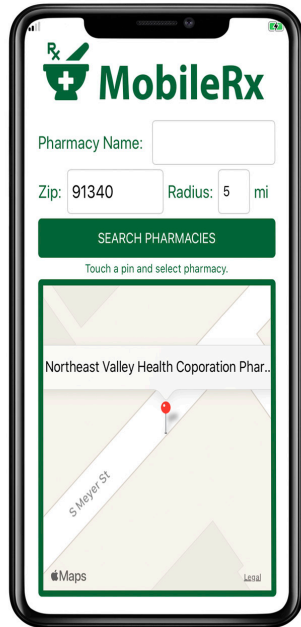 Rx
MobileRx
Pharmacy Name:
Zip: 91340 Radius: 5 mi
SEARCH PHARMACIES
Touch a pin and select pharmacy.
Northeast Valley Health Coporation Phar..
S Meyer St
Maps
Legal